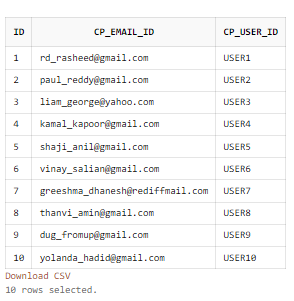 ID CP_EMAIL_ID CP_USER_ID
1 rd_rasheed@gmail.com USER1
2 paul_reddy@gmail.com USER2
3 liam_george@yahoo.com USER3
4 kamal_kapoor@gmail.com USER4
5 shaji_anil@gmail.com USER5
6 vinay_salian@gmail.com USER6
7 greeshma_dhanesh@rediffmail.com USER7
8 thanvi_amin@gmail.com USER8
9 dug_fromup@gmail.com USER9
10 yolanda_hadid@gmail.com USER10
Download CSV
10 rows selected.